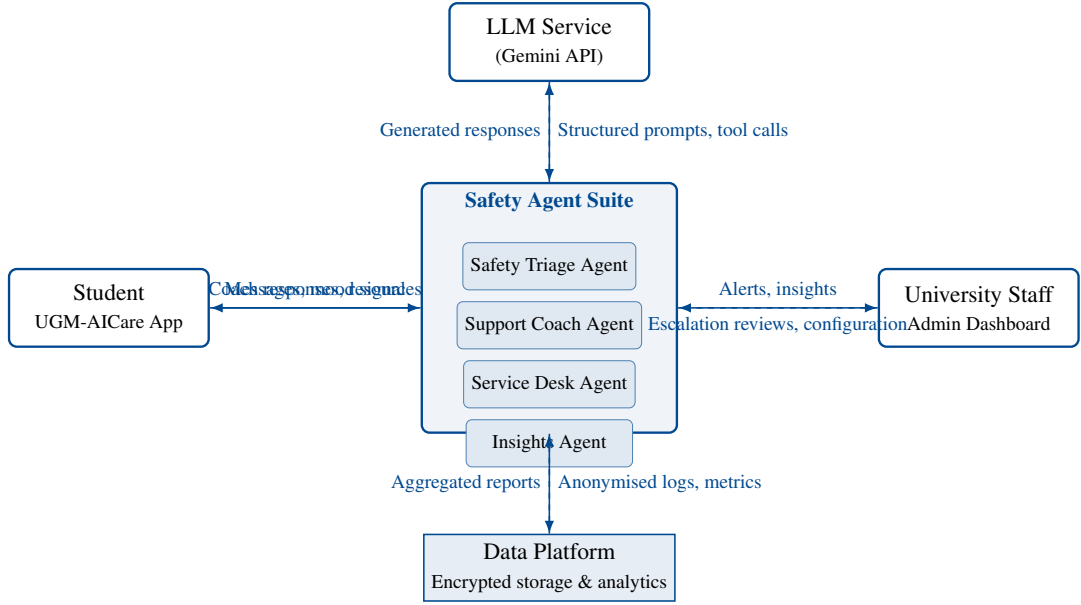 LLM Service
(Gemini API)
Generated responses
Structured prompts, tool calls
Safety Agent Suite
Safety Triage Agent
Support Coach Agent
Service Desk Agent
Insights Agent
Student
UGM-AICare App
Alerts, insights
Escalation reviews, configuration
University Staff
Admin Dashboard
Aggregated reports
Anonymised logs, metrics
Data Platform
Encrypted storage & analytics